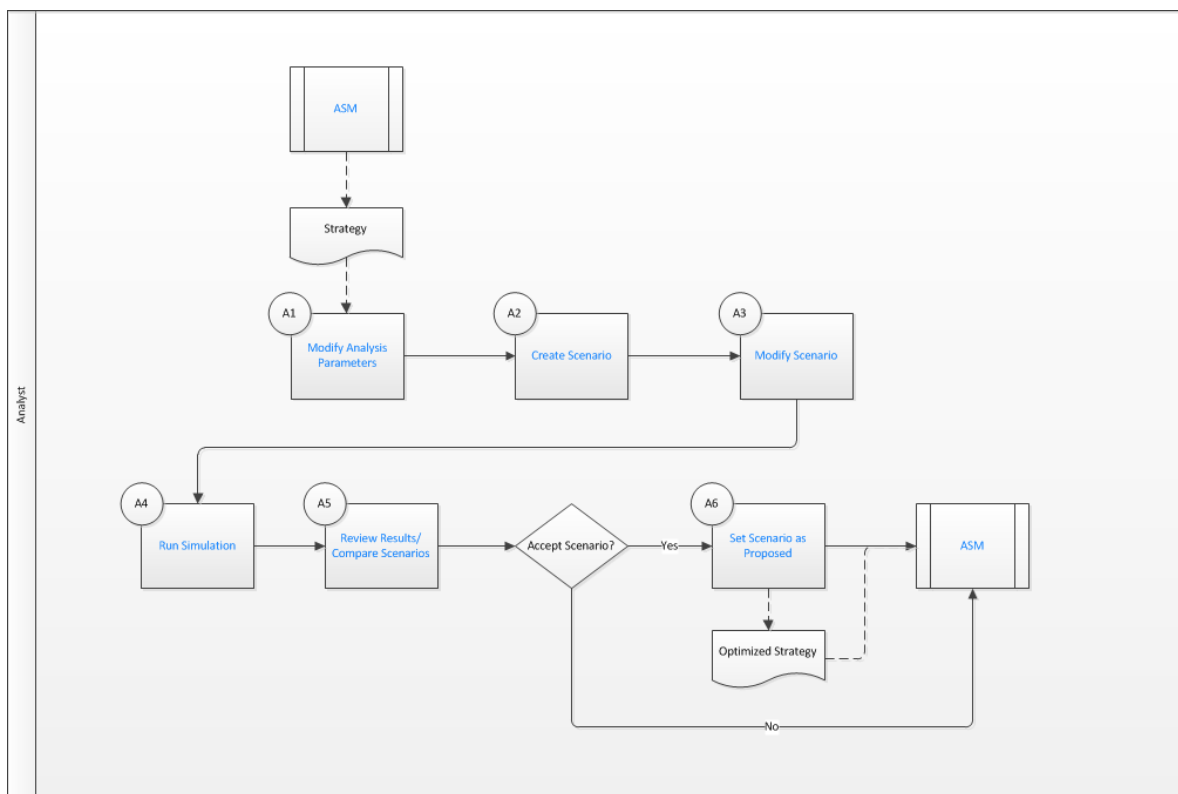 ASM
Strategy
A1
Modify Analysis
Parameters
A2
Create Scenario
A3
Modify Scenario
Analyst
A4
Run Simulation
A5
Review Results/
Compare Scenarios
Accept Scenario?
Yes
A6
Set Scenario as
Proposed
ASM
Optimized Strategy
No